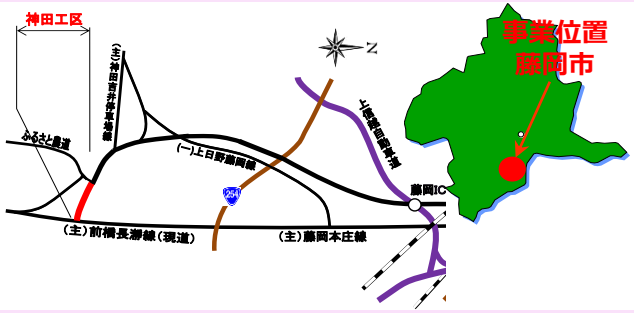 神田工区
事業位置
藤岡市
N
(主)神田吉井停車場線
上信越自動車道
ふるさと農道
(一)上日野藤岡線
藤岡IC
254
(主)前橋長瀞線(現道)
(主)藤岡本庄線